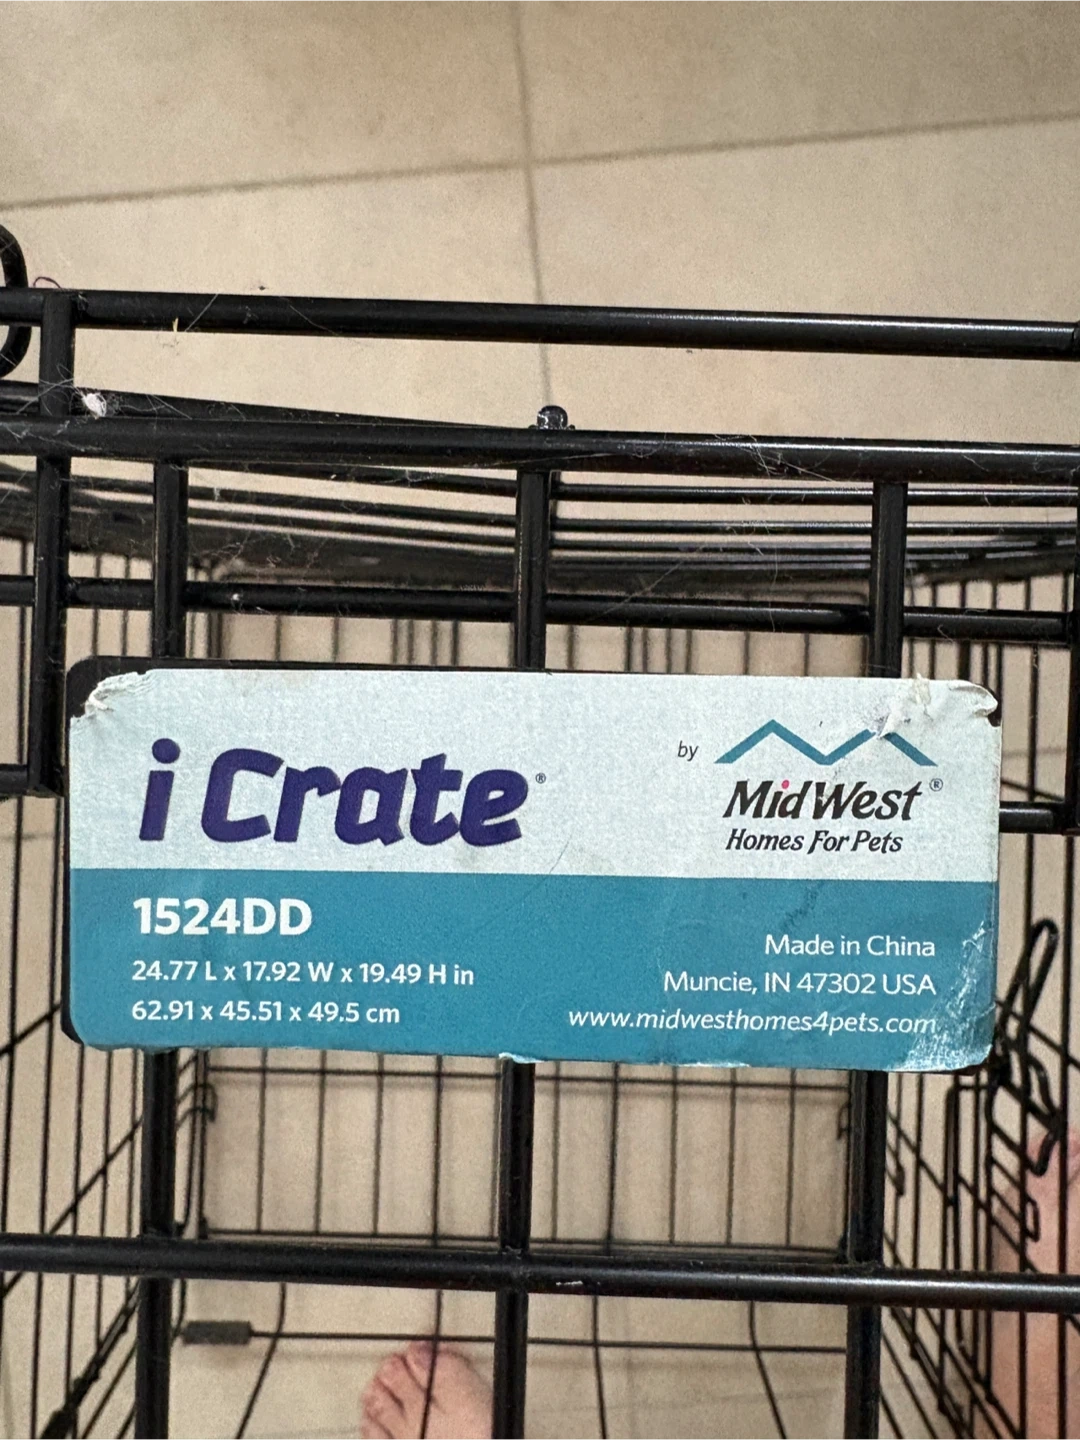 i Crate®
by
MidWest®
Homes For Pets
1524DD
24.77 L x 17.92 W x 19.49 H in
62.91 x 45.51 x 49.5 cm
Made in China
Muncie, IN 47302 USA
www.midwesthomes4pets.com